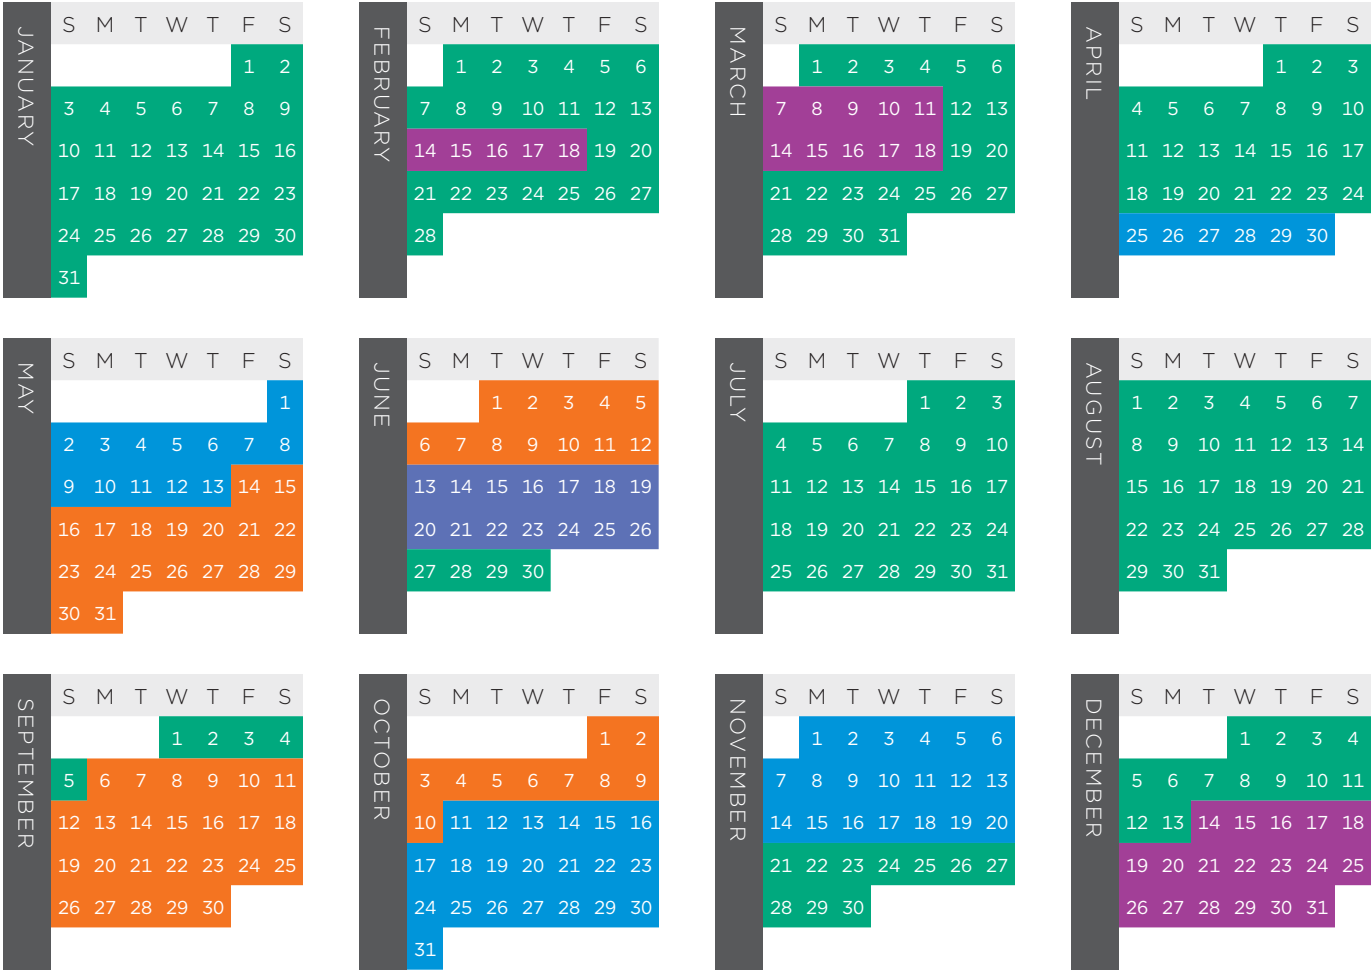 JANUARY
S M T W T F S
1 2
3 4 5 6 7 8 9
10 11 12 13 14 15 16
17 18 19 20 21 22 23
24 25 26 27 28 29 30
31
FEBRUARY
S M T W T F S
1 2 3 4 5 6
7 8 9 10 11 12 13
14 15 16 17 18 19 20
21 22 23 24 25 26 27
28
MARCH
S M T W T F S
1 2 3 4 5 6
7 8 9 10 11 12 13
14 15 16 17 18 19 20
21 22 23 24 25 26 27
28 29 30 31
APRIL
S M T W T F S
1 2 3
4 5 6 7 8 9 10
11 12 13 14 15 16 17
18 19 20 21 22 23 24
25 26 27 28 29 30
MAY
S M T W T F S
1
2 3 4 5 6 7 8
9 10 11 12 13 14 15
16 17 18 19 20 21 22
23 24 25 26 27 28 29
30 31
JUNE
S M T W T F S
1 2 3 4 5
6 7 8 9 10 11 12
13 14 15 16 17 18 19
20 21 22 23 24 25 26
27 28 29 30
JULY
S M T W T F S
1 2 3
4 5 6 7 8 9 10
11 12 13 14 15 16 17
18 19 20 21 22 23 24
25 26 27 28 29 30 31
AUGUST
S M T W T F S
1 2 3 4 5 6 7
8 9 10 11 12 13 14
15 16 17 18 19 20 21
22 23 24 25 26 27 28
29 30 31
SEPTEMBER
S M T W T F S
1 2 3 4
5 6 7 8 9 10 11
12 13 14 15 16 17 18
19 20 21 22 23 24 25
26 27 28 29 30
OCTOBER
S M T W T F S
1 2
3 4 5 6 7 8 9
10 11 12 13 14 15 16
17 18 19 20 21 22 23
24 25 26 27 28 29 30
31
NOVEMBER
S M T W T F S
1 2 3 4 5 6
7 8 9 10 11 12 13
14 15 16 17 18 19 20
21 22 23 24 25 26 27
28 29 30
DECEMBER
S M T W T F S
1 2 3 4
5 6 7 8 9 10 11
12 13 14 15 16 17 18
19 20 21 22 23 24 25
26 27 28 29 30 31